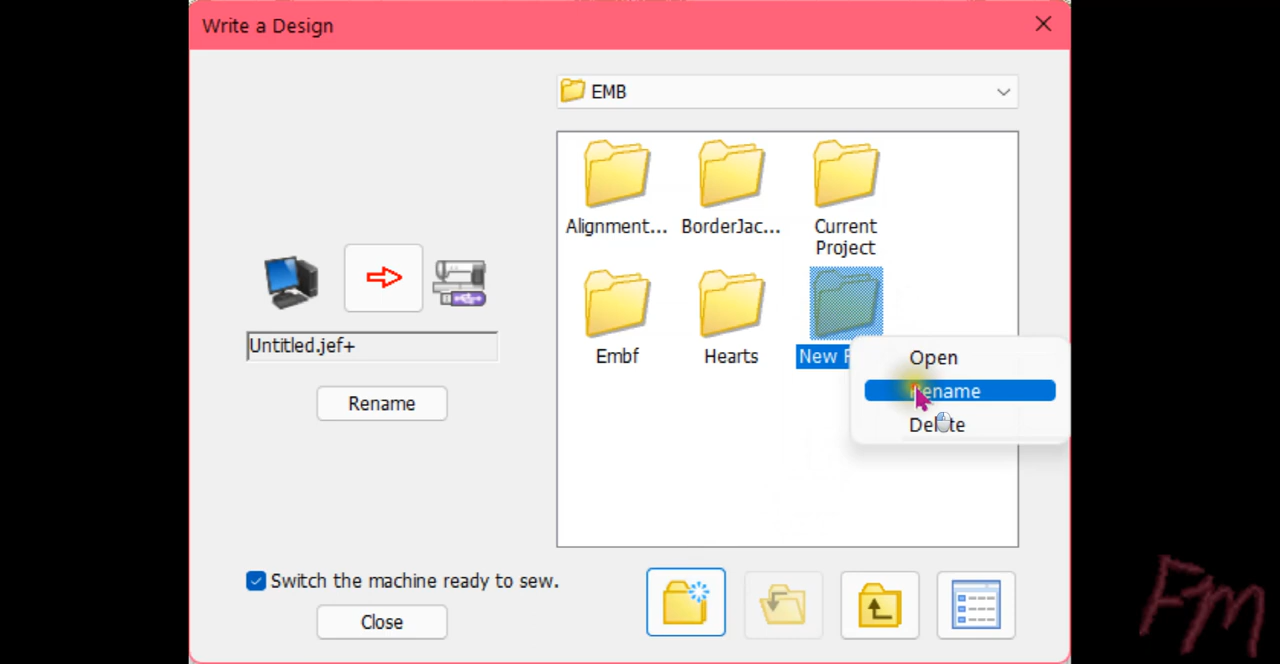 Write a Design
EMB
Alignment...
BorderJac...
Current
Project
Embf
Hearts
New
Open
Rename
Delete
Untitled.jef+
Rename
Switch the machine ready to sew.
Close
FM